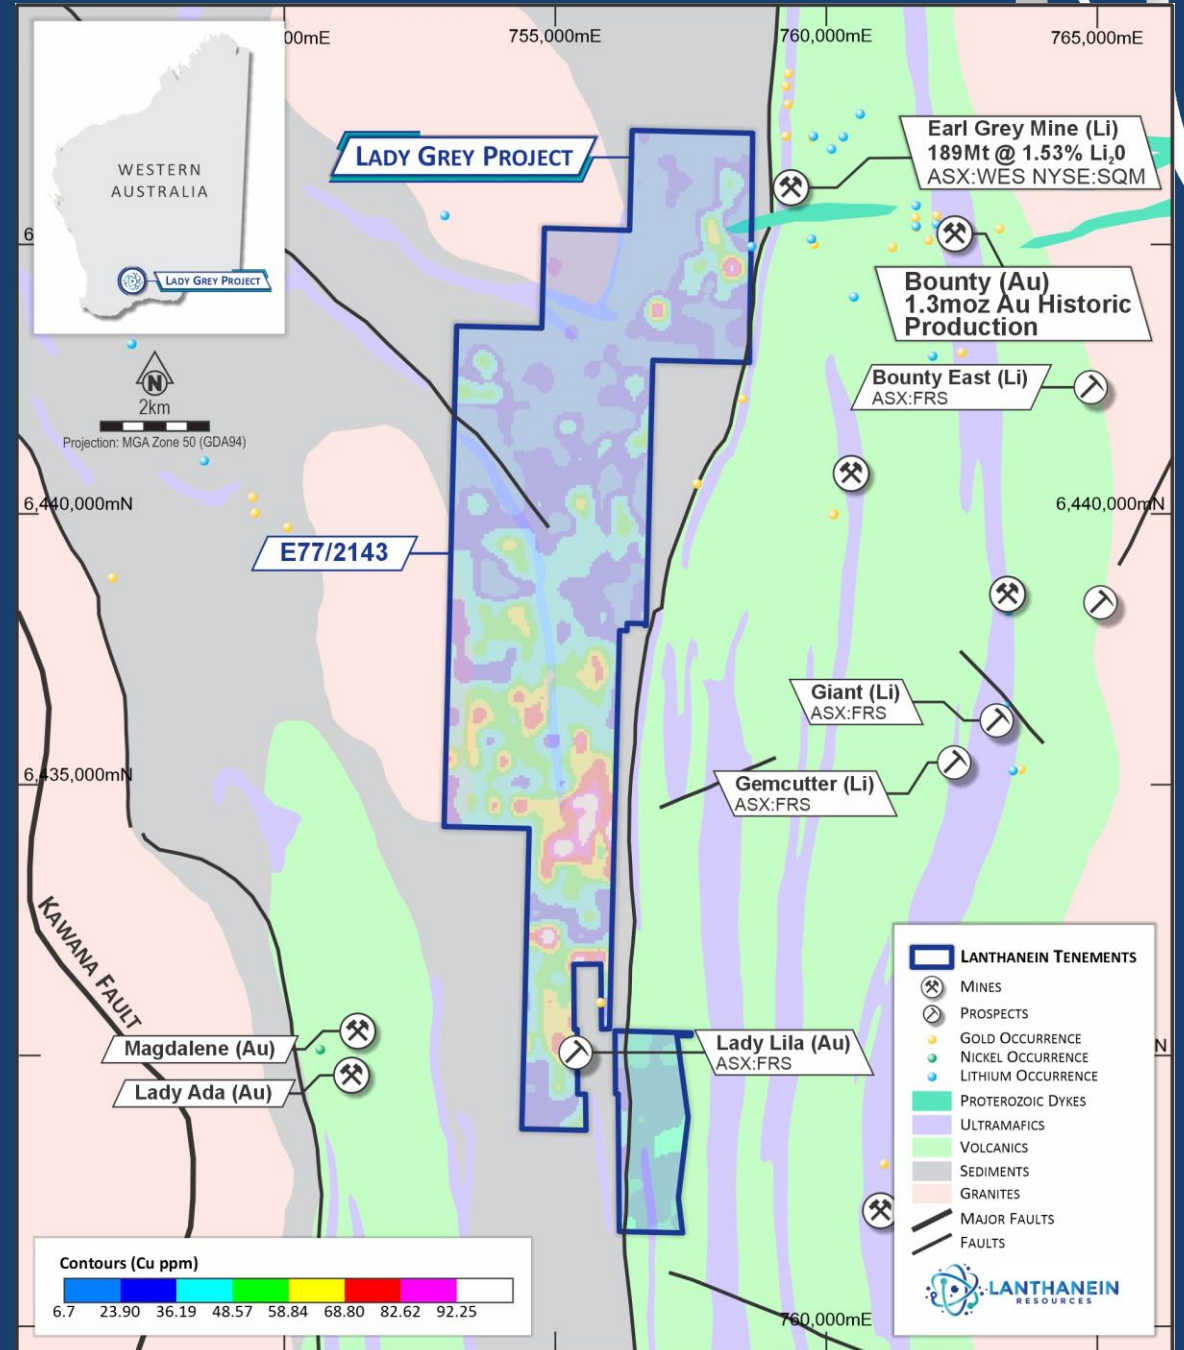 00mE
755,000mE
760,000mE
765,000mE
WESTERN
AUSTRALIA
LADY GREY PROJECT
LADY GREY PROJECT
Earl Grey Mine (Li)
189Mt @ 1.53% Li₂0
ASX:WES NYSE:SQM
6
Bounty (Au)
1.3moz Au Historic
Production
N
2km
Projection: MGA Zone 50 (GDA94)
Bounty East (Li)
ASX:FRS
6,440,000mN
6,440,000mN
E77/2143
Giant (Li)
ASX:FRS
6,435,000mN
Gemcutter (Li)
ASX:FRS
KAWANA FAULT
Magdalene (Au)
Lady Ada (Au)
Lady Lila (Au)
ASX:FRS
N
LANTHANEIN TENEMENTS
MINES
PROSPECTS
GOLD OCCURRENCE
NICKEL OCCURRENCE
LITHIUM OCCURRENCE
PROTEROZOIC DYKES
ULTRAMAFICS
VOLCANICS
SEDIMENTS
GRANITES
MAJOR FAULTS
FAULTS
LANTHANEIN
RESOURCES
Contours (Cu ppm)
6.7 23.90 36.19 48.57 58.84 68.80 82.62 92.25
760,000mE